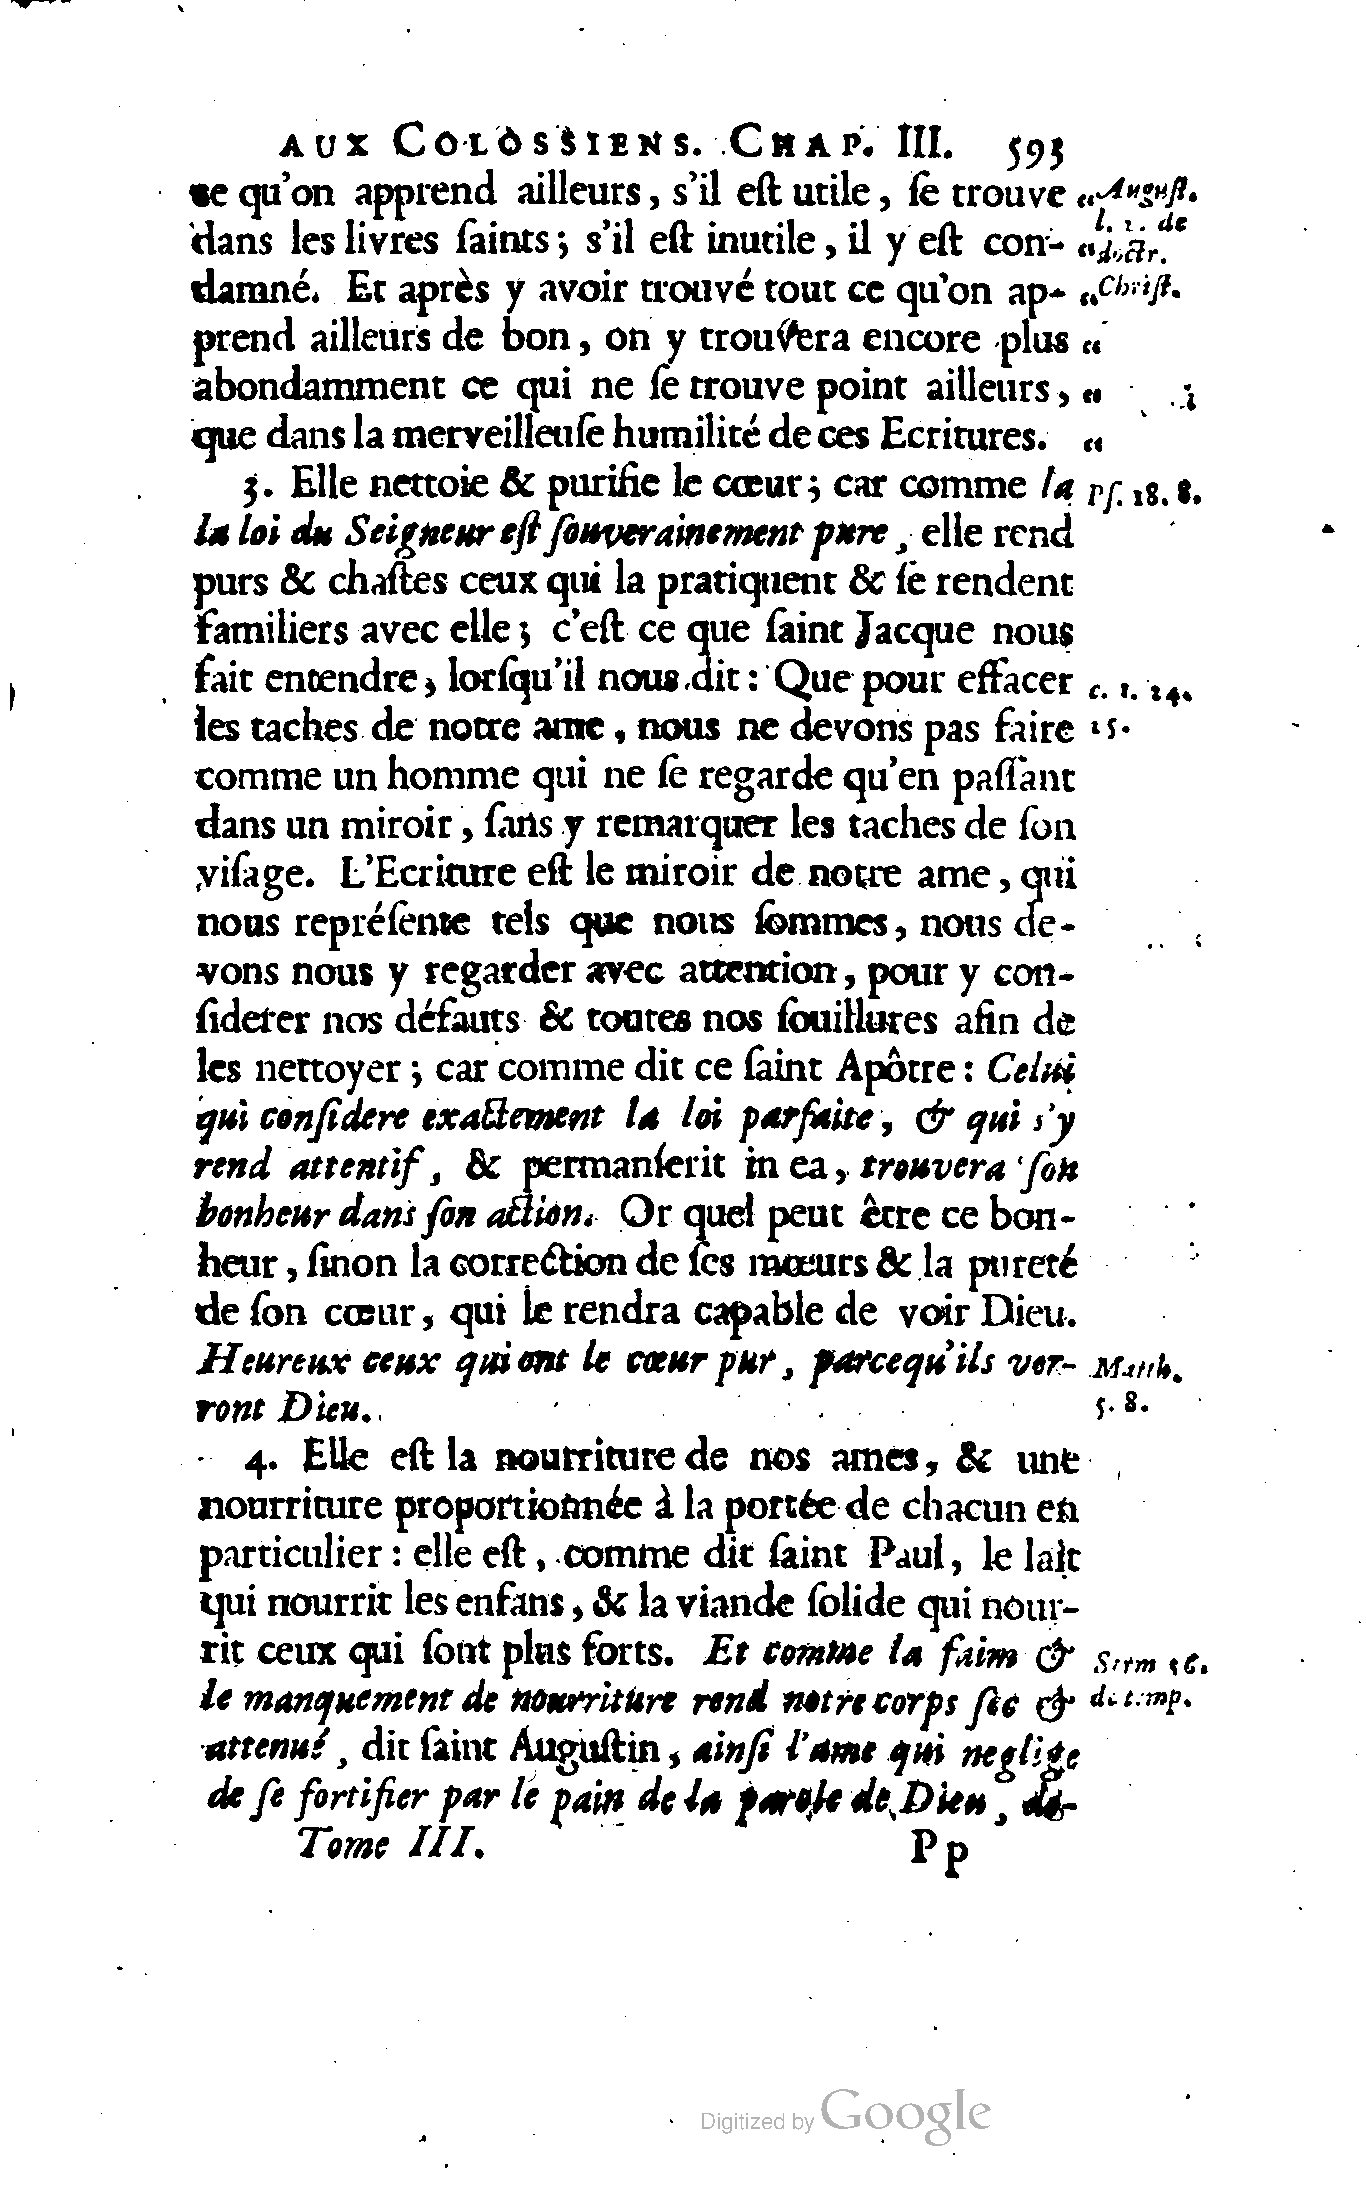 AUX COLOSSIENS. CHAP. III. 593
ce qu'on apprend ailleurs, s'il eſt utile, ſe trouve « Auguſt.
dans les livres ſaints; s'il eſt inutile, il y eſt con- « l. 2. de doctr.
damné. Et après y avoir trouvé tout ce qu'on ap- « Chriſt.
prend ailleurs de bon, on y trouvera encore plus «
abondamment ce qui ne ſe trouve point ailleurs, «
que dans la merveilleuſe humilité de ces Ecritures. «
3. Elle nettoie & purifie le cœur; car comme la Pſ. 18. 8.
la loi du Seigneur eſt ſouverainement pure, elle rend
purs & chaſtes ceux qui la pratiquent & ſe rendent
familiers avec elle; c'eſt ce que ſaint Jacque nous
fait entendre, lorſqu'il nous dit: Que pour effacer c. 1. 24.
les taches de notre ame, nous ne devons pas faire 25.
comme un homme qui ne ſe regarde qu'en paſſant
dans un miroir, ſans y remarquer les taches de ſon
viſage. L'Ecriture eſt le miroir de notre ame, qui
nous repréſente tels que nous ſommes, nous de-
vons nous y regarder avec attention, pour y con-
ſiderer nos défauts & toutes nos ſouillures afin de
les nettoyer; car comme dit ce ſaint Apôtre: Celui
qui conſidere exactement la loi parfaite, & qui s'y
rend attentif, & permanſerit in ea, trouvera ſon
bonheur dans ſon action. Or quel peut être ce bon-
heur, ſinon la correction de ſes mœurs & la pureté
de ſon cœur, qui le rendra capable de voir Dieu.
Heureux ceux qui ont le cœur pur, parcequ'ils ver- Matth.
ront Dieu. 5. 8.
4. Elle eſt la nourriture de nos ames, & une
nourriture proportionnée à la portée de chacun en
particulier: elle eſt, comme dit ſaint Paul, le lait
qui nourrit les enfans, & la viande ſolide qui nour-
rit ceux qui ſont plus forts. Et comme la faim & Serm 56.
le manquement de nourriture rend notre corps ſec & de temp.
attenué, dit ſaint Auguſtin, ainſi l'ame qui neglige
de ſe fortifier par le pain de la parole de Dieu, de-
Tome III. Pp
Digitized by Google